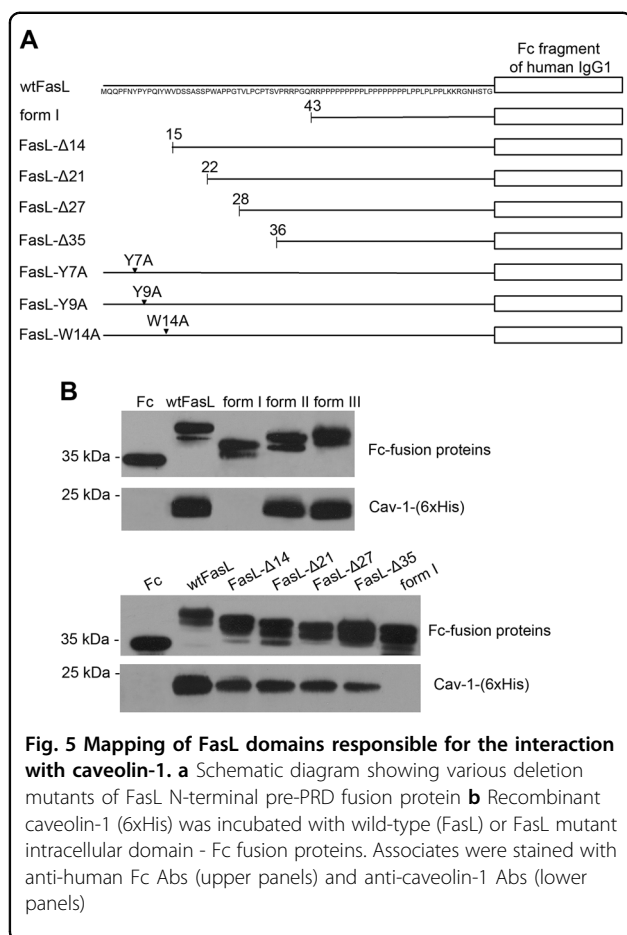 A
Fc fragment
of human IgG1
wtFasL
MQQPFNYPYPQIYWVDSSASSPWAPPGTVLPCPTSVPRRPGQRRPPPPPPPPPLPPPPPPPPLPPLPLPPLKKRGNHSTG
form I 43
FasL-Δ14 15
FasL-Δ21 22
FasL-Δ27 28
FasL-Δ35 36
FasL-Y7A Y7A
FasL-Y9A Y9A
FasL-W14A W14A
B
Fc wtFasL form I form II form III
35 kDa - Fc-fusion proteins
25 kDa - Cav-1-(6xHis)
Fc wtFasL FasL-Δ14 FasL-Δ21 FasL-Δ27 FasL-Δ35 form I
35 kDa - Fc-fusion proteins
25 kDa - Cav-1-(6xHis)
Fig. 5 Mapping of FasL domains responsible for the interaction
with caveolin-1. a Schematic diagram showing various deletion
mutants of FasL N-terminal pre-PRD fusion protein b Recombinant
caveolin-1 (6xHis) was incubated with wild-type (FasL) or FasL mutant
intracellular domain - Fc fusion proteins. Associates were stained with
anti-human Fc Abs (upper panels) and anti-caveolin-1 Abs (lower
panels)